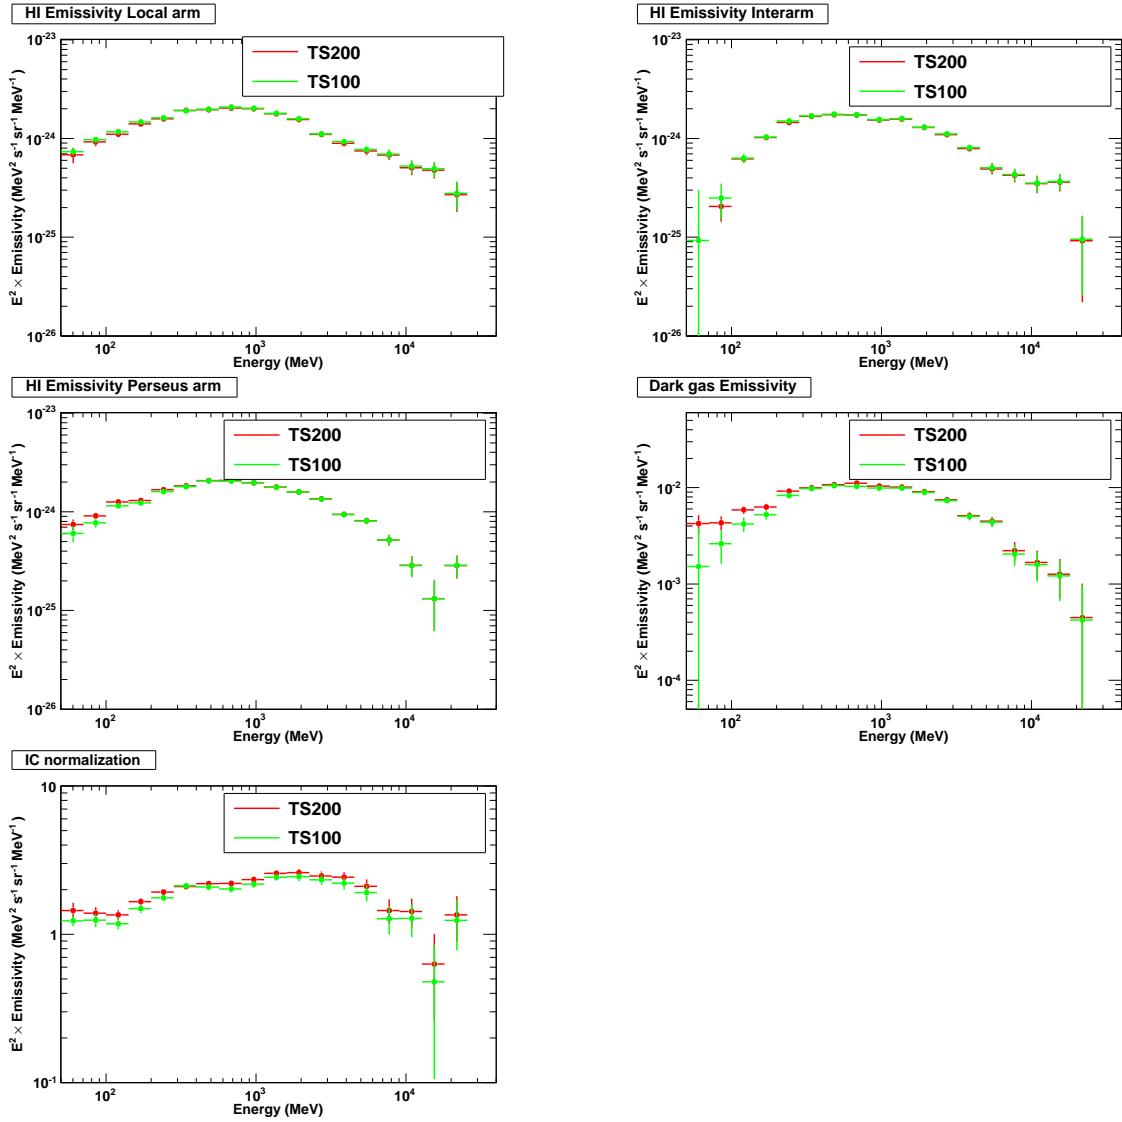 HI Emissivity Local arm
E² × Emissivity (MeV² s⁻¹ sr⁻¹ MeV⁻¹)
10⁻²³
10⁻²⁴
10⁻²⁵
10⁻²⁶
TS200
TS100
10² 10³ 10⁴
Energy (MeV)
HI Emissivity Interarm
E² × Emissivity (MeV² s⁻¹ sr⁻¹ MeV⁻¹)
10⁻²³
10⁻²⁴
10⁻²⁵
10⁻²⁶
TS200
TS100
10² 10³ 10⁴
Energy (MeV)
HI Emissivity Perseus arm
E² × Emissivity (MeV² s⁻¹ sr⁻¹ MeV⁻¹)
10⁻²³
10⁻²⁴
10⁻²⁵
10⁻²⁶
TS200
TS100
10² 10³ 10⁴
Energy (MeV)
Dark gas Emissivity
E² × Emissivity (MeV² s⁻¹ sr⁻¹ MeV⁻¹)
10⁻²
10⁻³
10⁻⁴
TS200
TS100
10² 10³ 10⁴
Energy (MeV)
IC normalization
E² × Emissivity (MeV² s⁻¹ sr⁻¹ MeV⁻¹)
10
1
10⁻¹
TS200
TS100
10² 10³ 10⁴
Energy (MeV)